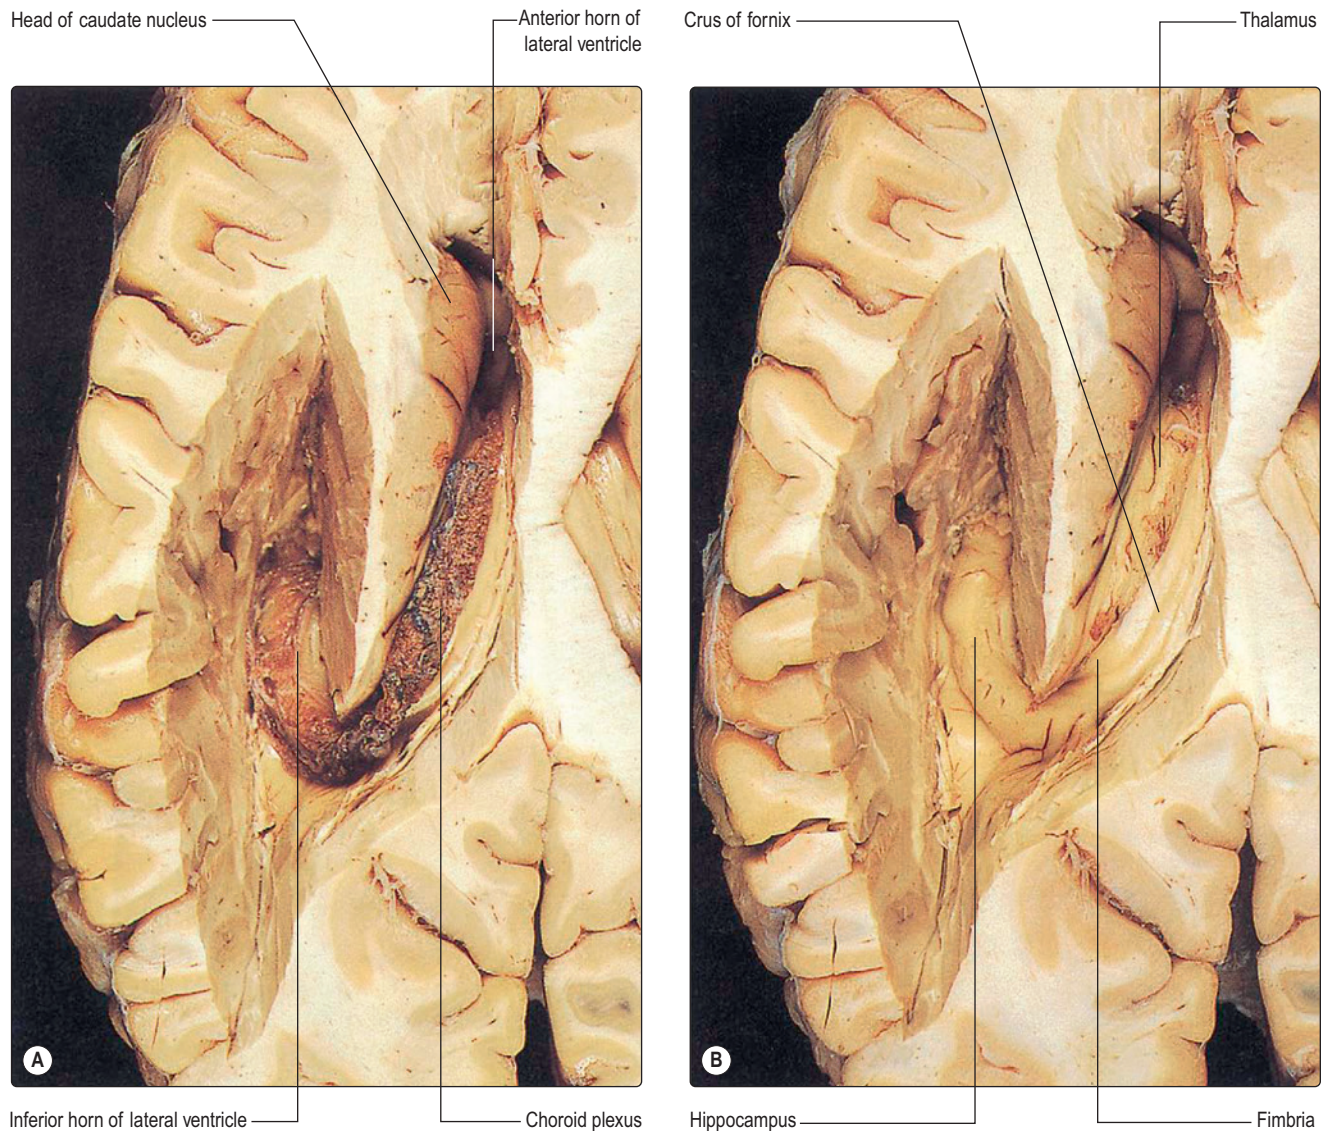 Head of caudate nucleus
Anterior horn of
lateral ventricle
Crus of fornix
Thalamus
A
B
Inferior horn of lateral ventricle
Choroid plexus
Hippocampus
Fimbria